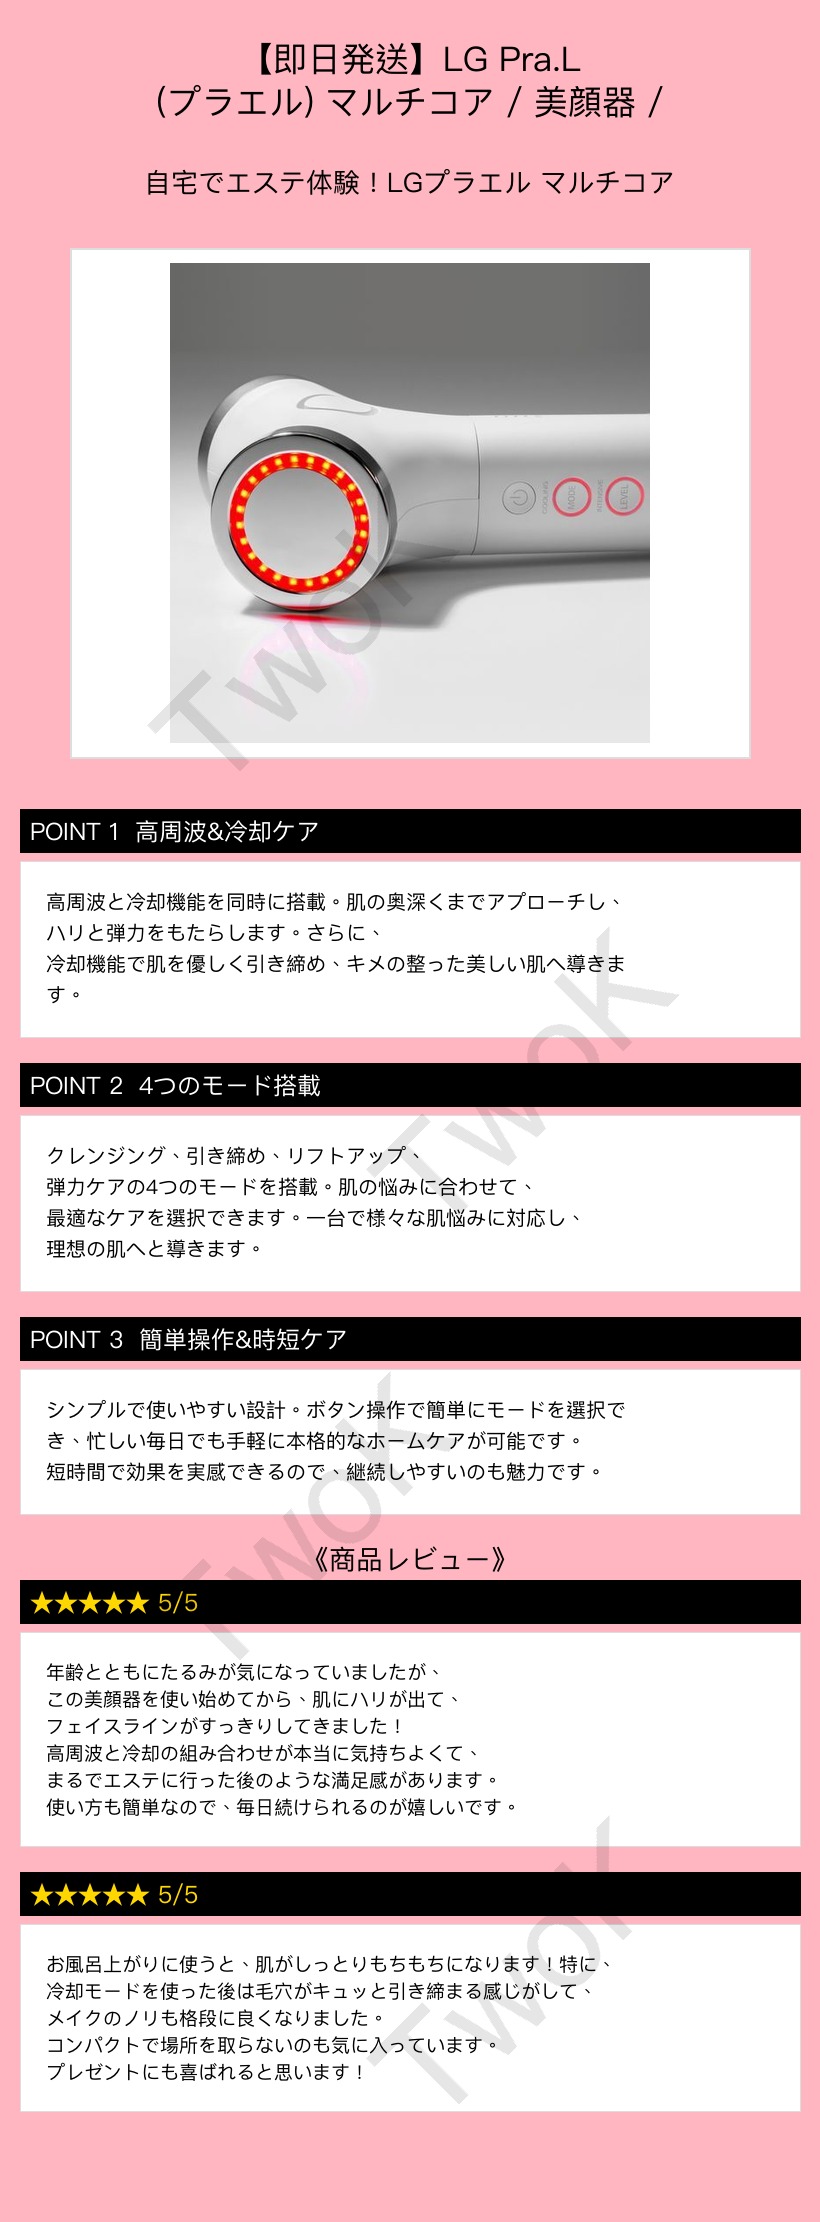 【即日発送】LG Pra.L
(プラエル) マルチコア / 美顔器 /
自宅でエステ体験！LGプラエル マルチコア
COOLING
MODE
INTENSIVE
LEVEL
TwoK
POINT 1 高周波&冷却ケア
高周波と冷却機能を同時に搭載。肌の奥深くまでアプローチし、
ハリと弾力をもたらします。さらに、
冷却機能で肌を優しく引き締め、キメの整った美しい肌へ導きま
す。
TwoK
POINT 2 4つのモード搭載
クレンジング、引き締め、リフトアップ、
弾力ケアの4つのモードを搭載。肌の悩みに合わせて、
最適なケアを選択できます。一台で様々な肌悩みに対応し、
理想の肌へと導きます。
POINT 3 簡単操作&時短ケア
シンプルで使いやすい設計。ボタン操作で簡単にモードを選択で
き、忙しい毎日でも手軽に本格的なホームケアが可能です。
短時間で効果を実感できるので、継続しやすいのも魅力です。
TwoK
《商品レビュー》
★★★★★ 5/5
年齢とともにたるみが気になっていましたが、
この美顔器を使い始めてから、肌にハリが出て、
フェイスラインがすっきりしてきました！
高周波と冷却の組み合わせが本当に気持ちよくて、
まるでエステに行った後のような満足感があります。
使い方も簡単なので、毎日続けられるのが嬉しいです。
★★★★★ 5/5
お風呂上がりに使うと、肌がしっとりもちもちになります！特に、
冷却モードを使った後は毛穴がキュッと引き締まる感じがして、
メイクのノリも格段に良くなりました。
コンパクトで場所を取らないのも気に入っています。
プレゼントにも喜ばれると思います！
TwoK